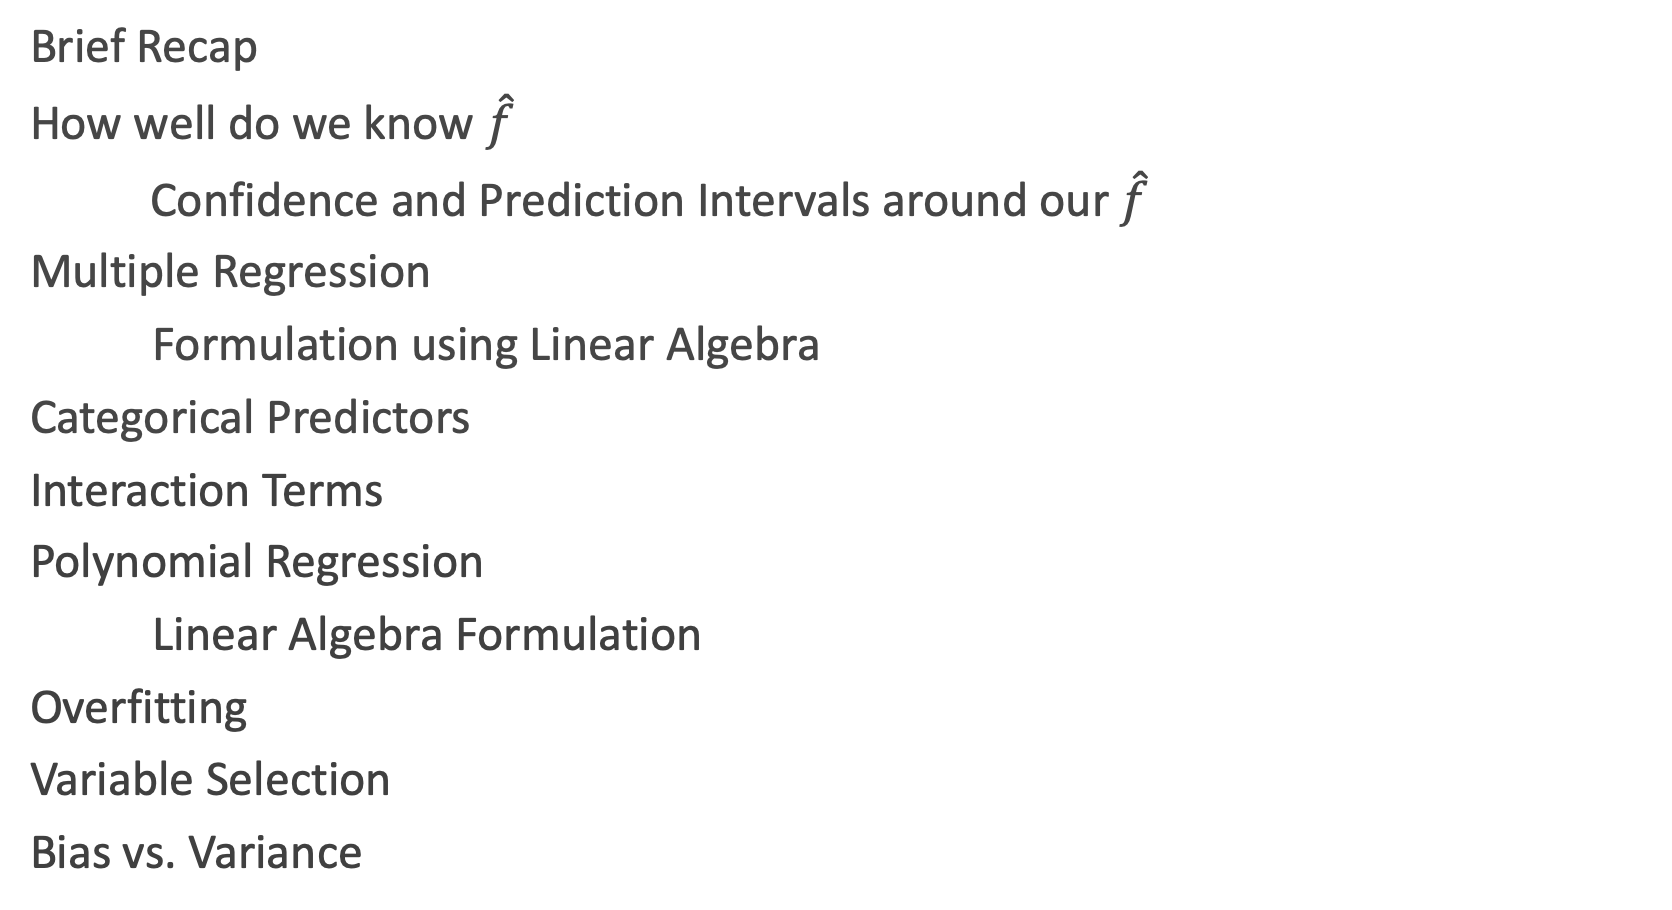 Brief Recap
How well do we know f̂
Confidence and Prediction Intervals around our f̂
Multiple Regression
Formulation using Linear Algebra
Categorical Predictors
Interaction Terms
Polynomial Regression
Linear Algebra Formulation
Overfitting
Variable Selection
Bias vs. Variance